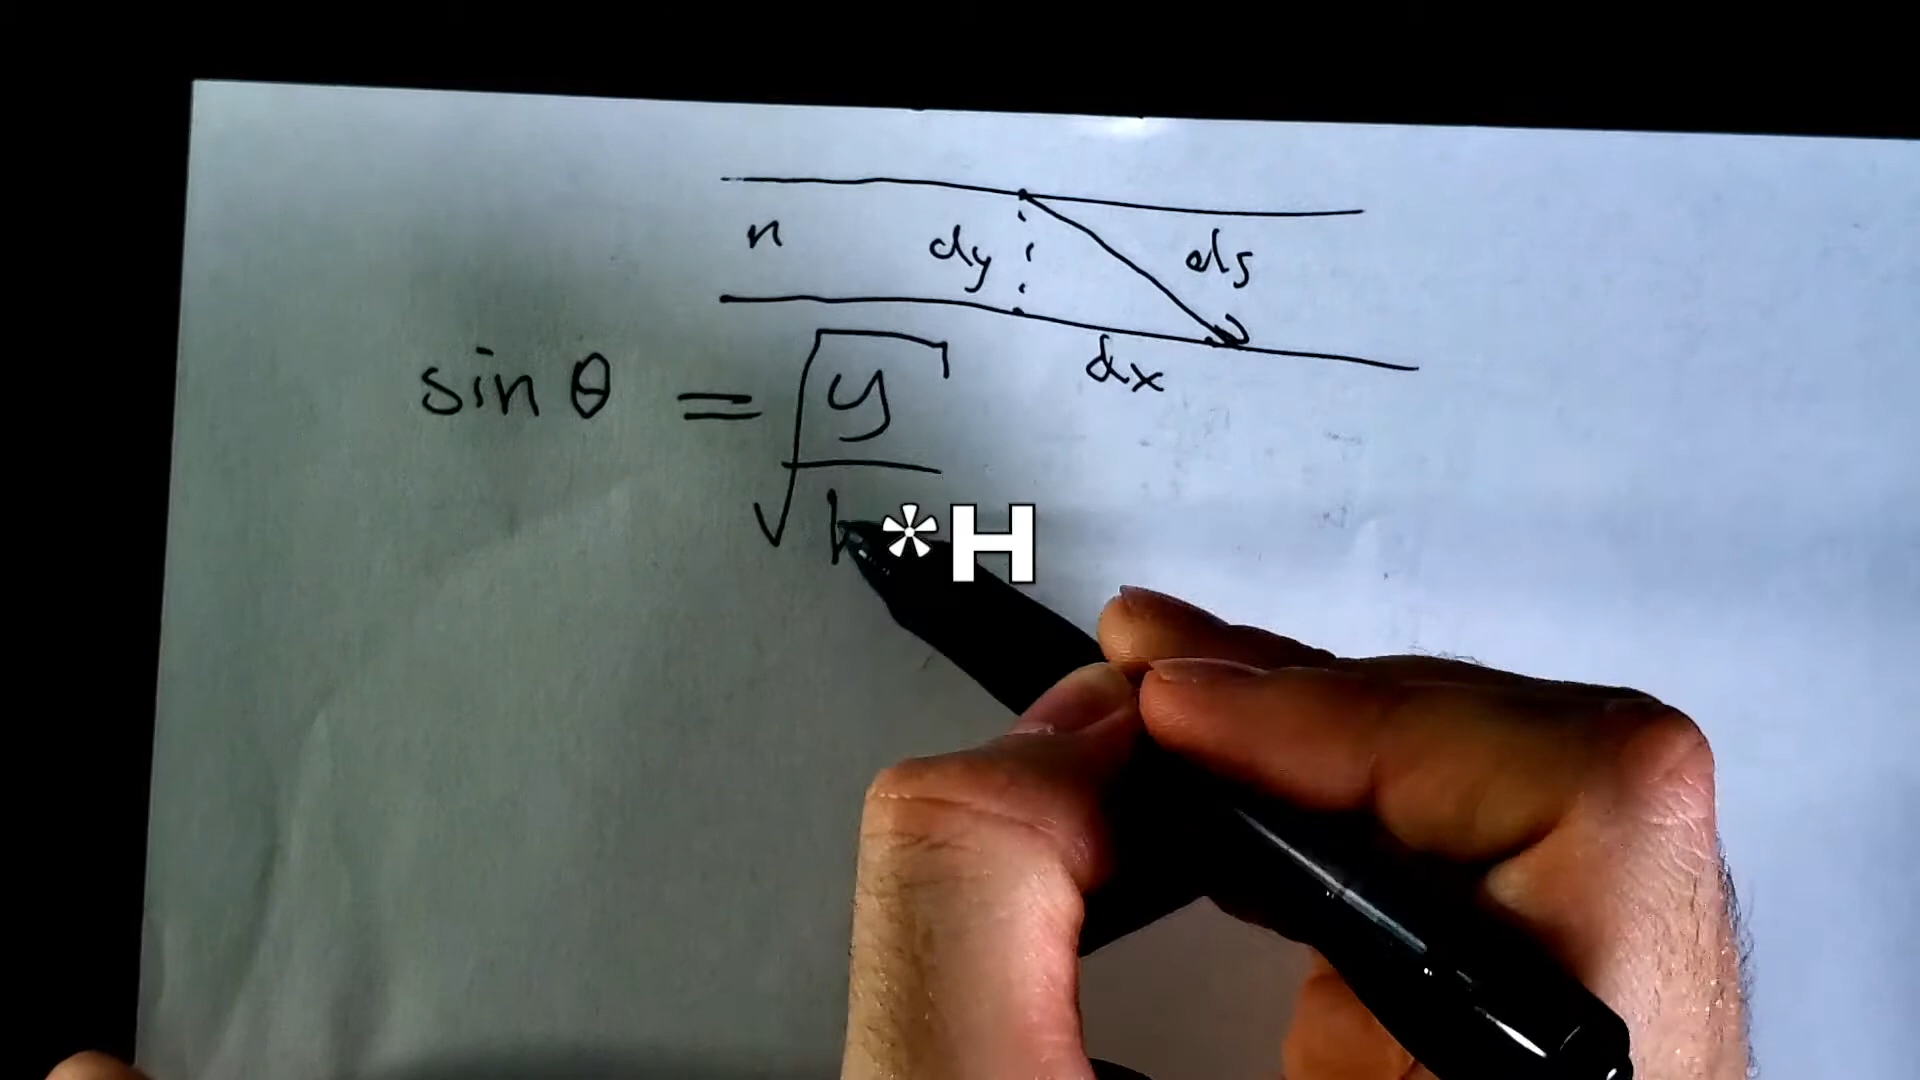 n dy ds
dx
sin θ = √y/h
*H